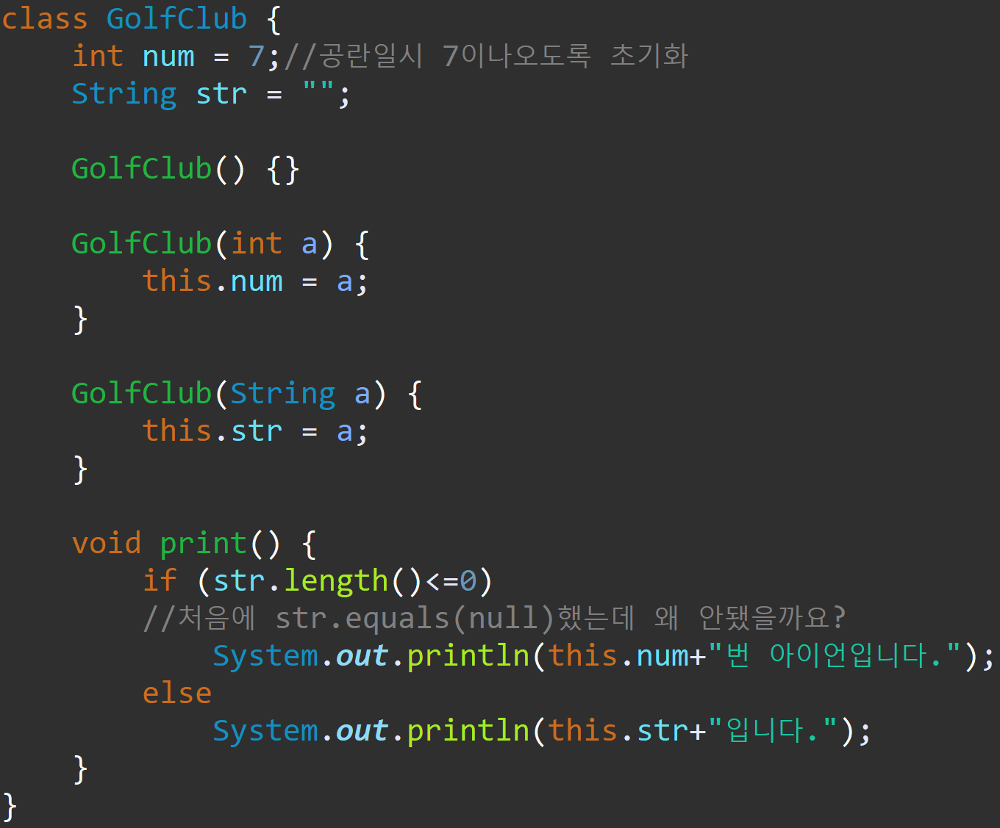 class GolfClub {
    int num = 7;//공란일시 7이나오도록 초기화
    String str = "";

    GolfClub() {}

    GolfClub(int a) {
        this.num = a;
    }

    GolfClub(String a) {
        this.str = a;
    }

    void print() {
        if (str.length()<=0)
        //처음에 str.equals(null)했는데 왜 안됐을까요?
            System.out.println(this.num+"번 아이언입니다.");
        else
            System.out.println(this.str+"입니다.");
    }
}